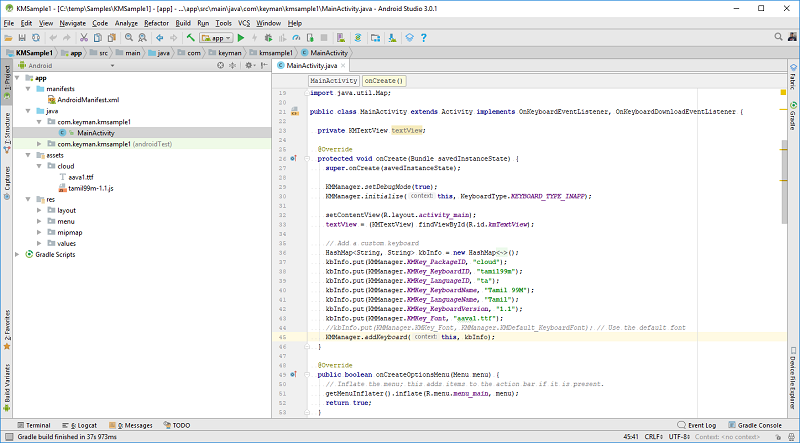 KMSample1 - [C:\temp\Samples\KMSample1] - [app] - ...\app\src\main\java\com\keyman\kmsample1\MainActivity.java - Android Studio 3.0.1
File Edit View Navigate Code Analyze Refactor Build Run Tools VCS Window Help
app
KMSample1 app src main java com keyman kmsample1 MainActivity
Android
MainActivity.java
MainActivity onCreate()
1: Project
7: Structure
Captures
2: Favorites
Build Variants
Fabric
Gradle
Device File Explorer
app
manifests
AndroidManifest.xml
java
com.keyman.kmsample1
MainActivity
com.keyman.kmsample1 (androidTest)
assets
cloud
aava1.ttf
tamil99m-1.1.js
res
layout
menu
mipmap
values
Gradle Scripts
19 import java.util.Map;
20
21 public class MainActivity extends Activity implements OnKeyboardEventListener, OnKeyboardDownloadEventListener {
22
23 private KMTextView textView;
24
25 @Override
26 protected void onCreate(Bundle savedInstanceState) {
27 super.onCreate(savedInstanceState);
28
29 KMManager.setDebugMode(true);
30 KMManager.initialize( context: this, KeyboardType.KEYBOARD_TYPE_INAPP);
31
32 setContentView(R.layout.activity_main);
33 textView = (KMTextView) findViewById(R.id.kmTextView);
34
35 // Add a custom keyboard
36 HashMap<String, String> kbInfo = new HashMap<~>();
37 kbInfo.put(KMManager.KMKey_PackageID, "cloud");
38 kbInfo.put(KMManager.KMKey_KeyboardID, "tamil99m");
39 kbInfo.put(KMManager.KMKey_LanguageID, "ta");
40 kbInfo.put(KMManager.KMKey_KeyboardName, "Tamil 99M");
41 kbInfo.put(KMManager.KMKey_LanguageName, "Tamil");
42 kbInfo.put(KMManager.KMKey_KeyboardVersion, "1.1");
43 kbInfo.put(KMManager.KMKey_Font, "aava1.ttf");
44 //kbInfo.put(KMManager.KMKey_Font, KMManager.KMDefault_KeyboardFont); // Use the default font
45 KMManager.addKeyboard( context: this, kbInfo);
46 }
47
48 @Override
49 public boolean onCreateOptionsMenu(Menu menu) {
50 // Inflate the menu; this adds items to the action bar if it is present.
51 getMenuInflater().inflate(R.menu.menu_main, menu);
52 return true;
53 }
Terminal 6: Logcat 0: Messages TODO Event Log Gradle Console
Gradle build finished in 37s 973ms 45:41 CRLF UTF-8 Context: <no context>